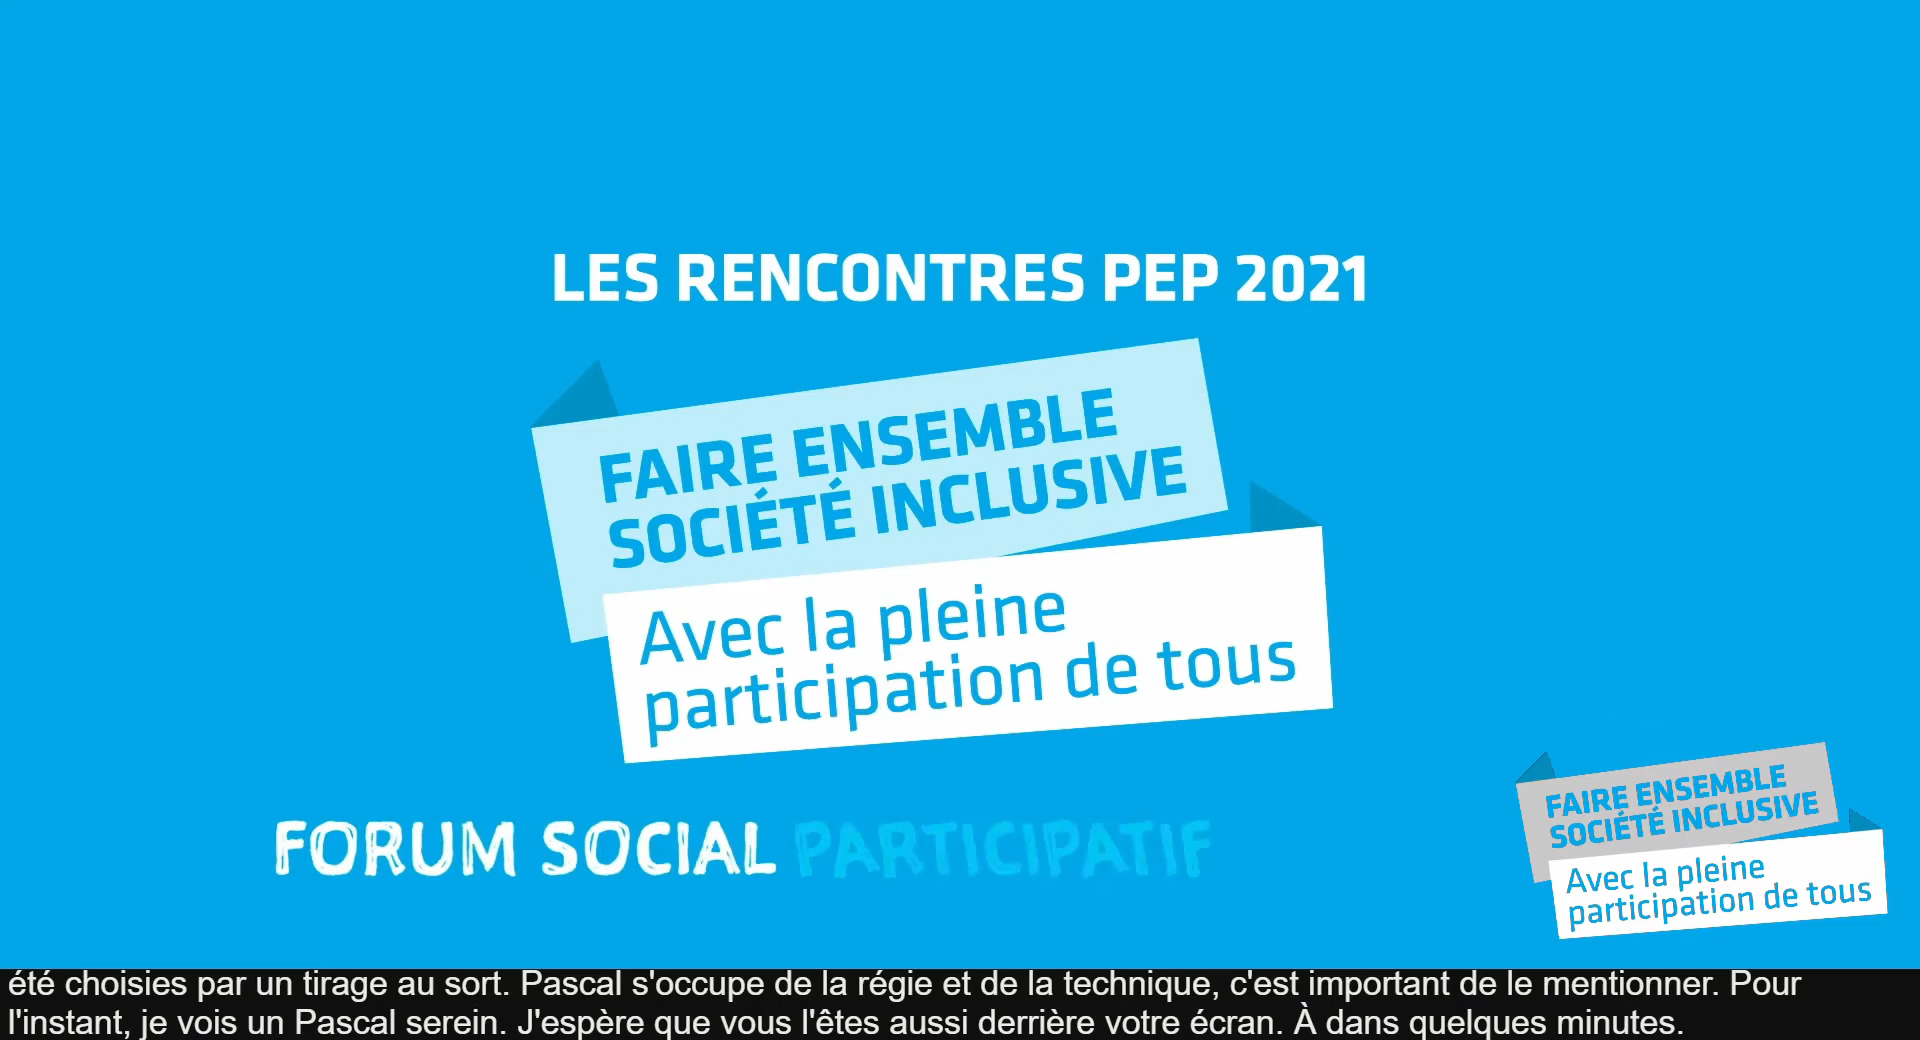 LES RENCONTRES PEP 2021
FAIRE ENSEMBLE
SOCIÉTÉ INCLUSIVE
Avec la pleine
participation de tous
FORUM SOCIAL PARTICIPATIF
FAIRE ENSEMBLE
SOCIÉTÉ INCLUSIVE
Avec la pleine
participation de tous
été choisies par un tirage au sort. Pascal s'occupe de la régie et de la technique, c'est important de le mentionner. Pour
l'instant, je vois un Pascal serein. J'espère que vous l'êtes aussi derrière votre écran. À dans quelques minutes.